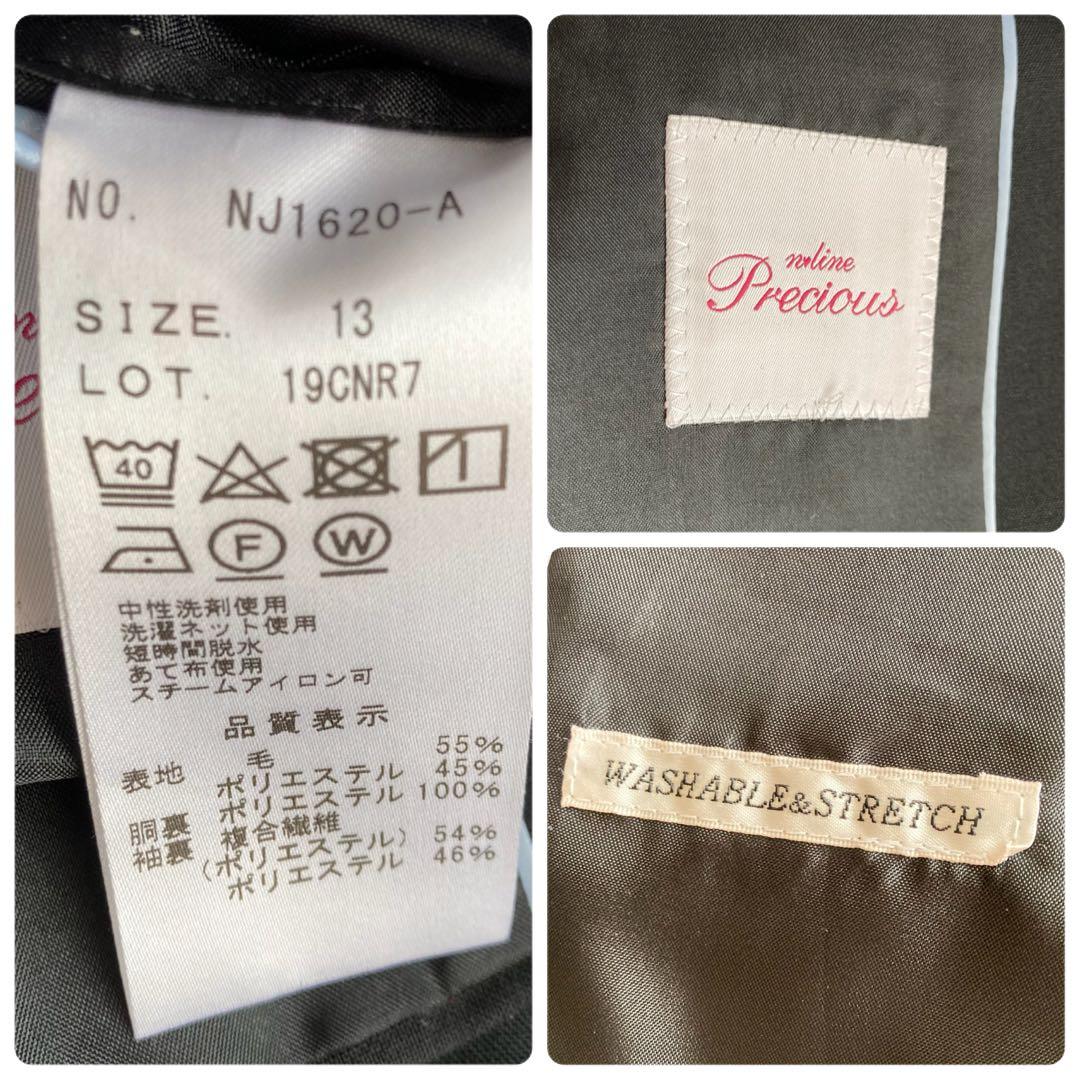 NO. NJ1620-A
SIZE. 13
LOT. 19CNR7
40
F W
中性洗剤使用
洗濯ネット使用
短時間脱水
あて布使用
スチームアイロン可
品質表示
表地 毛 55%
ポリエステル 45%
胴裏 ポリエステル 100%
袖裏 複合繊維
(ポリエステル) 54%
ポリエステル 46%
n♥line
Precious
WASHABLE&STRETCH